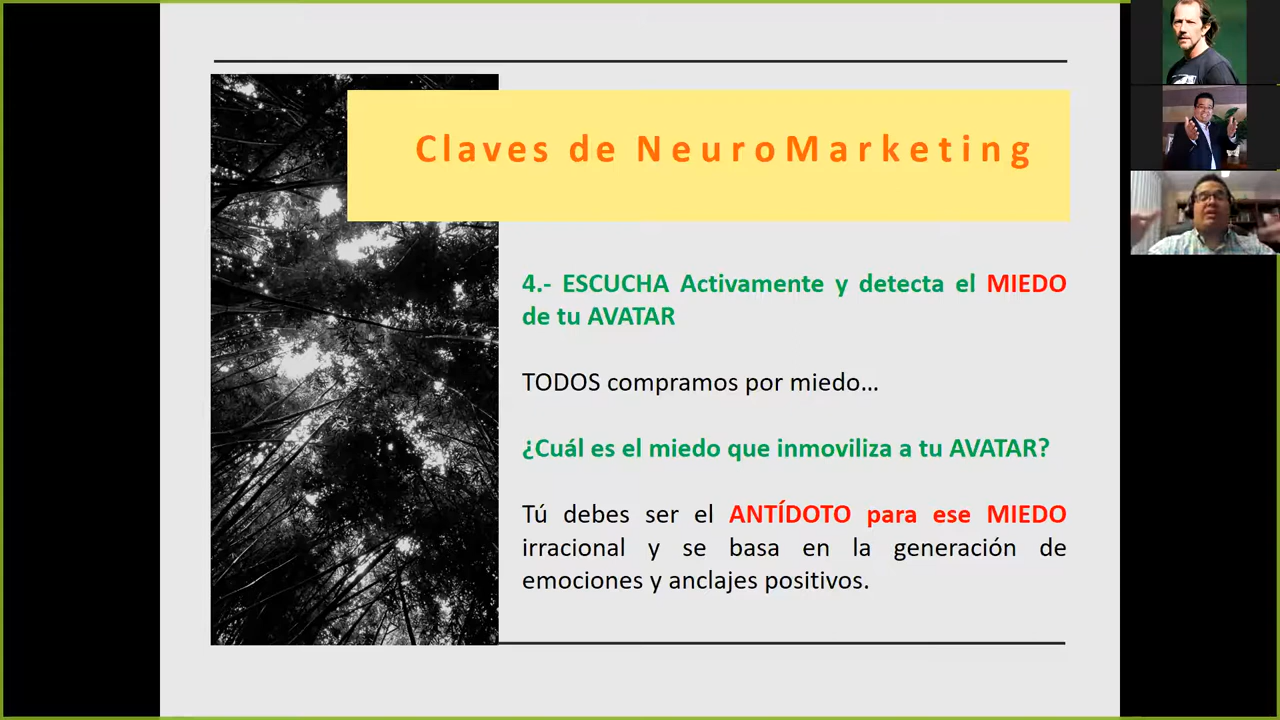 Claves de NeuroMarketing
4.- ESCUCHA Activamente y detecta el MIEDO
de tu AVATAR
TODOS compramos por miedo...
¿Cuál es el miedo que inmoviliza a tu AVATAR?
Tú debes ser el ANTÍDOTO para ese MIEDO
irracional y se basa en la generación de
emociones y anclajes positivos.